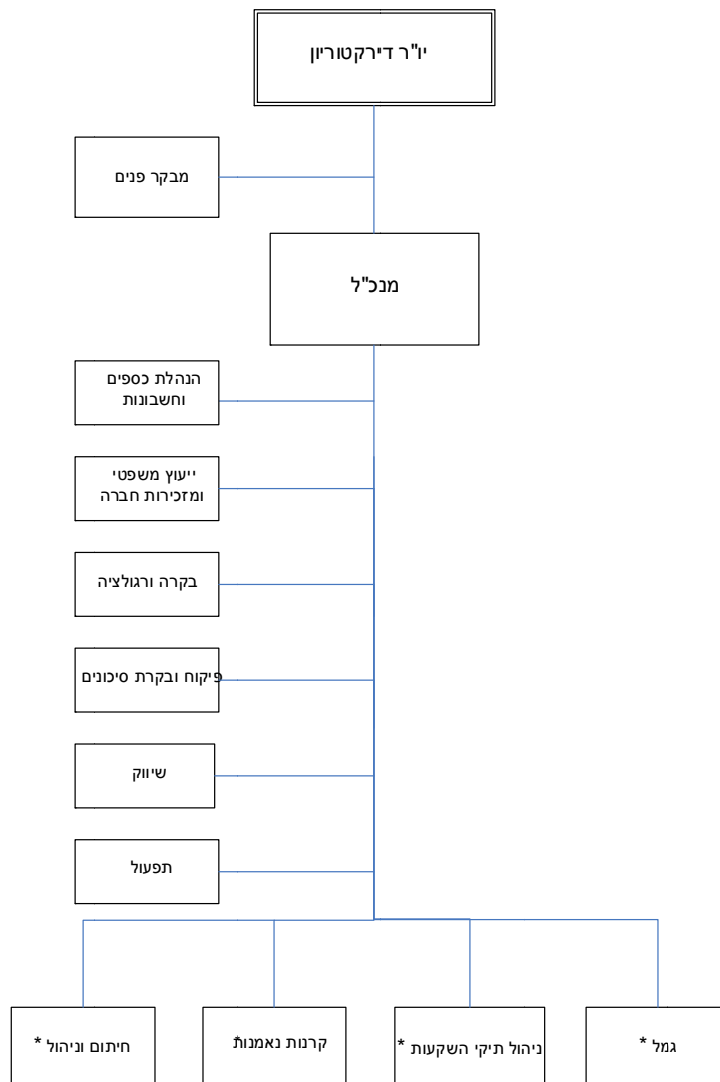 יו"ר דירקטוריון
מבקר פנים
מנכ"ל
הנהלת כספים
וחשבונות
ייעוץ משפטי
ומזכירות חברה
בקרה ורגולציה
פיקוח ובקרת סיכונים
שיווק
תפעול
גמל *
ניהול תיקי השקעות *
קרנות נאמנות*
חיתום וניהול *